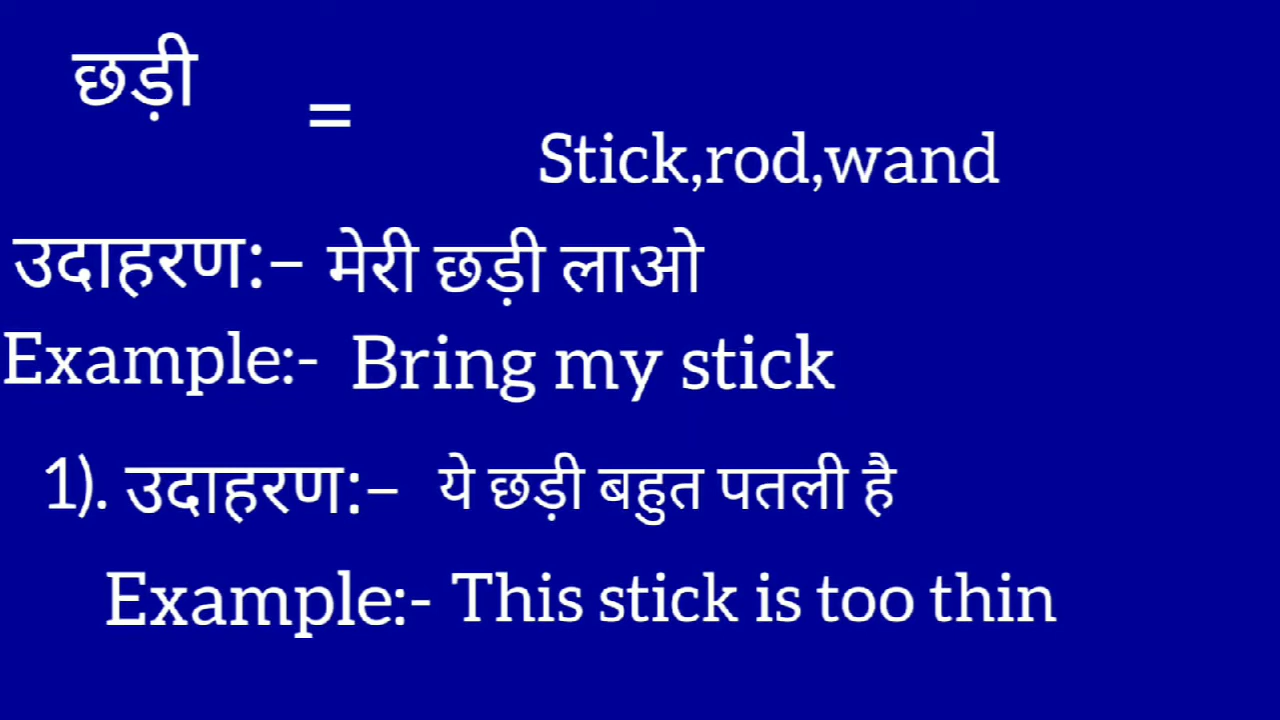 छड़ी = Stick,rod,wand
उदाहरण:– मेरी छड़ी लाओ
Example:- Bring my stick
1). उदाहरण:– ये छड़ी बहुत पतली है
Example:- This stick is too thin